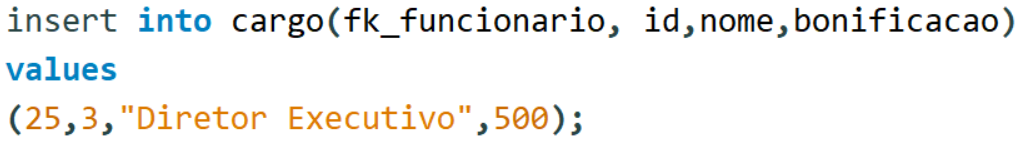 insert into cargo(fk_funcionario, id,nome,bonificacao)
values
(25,3,"Diretor Executivo",500);